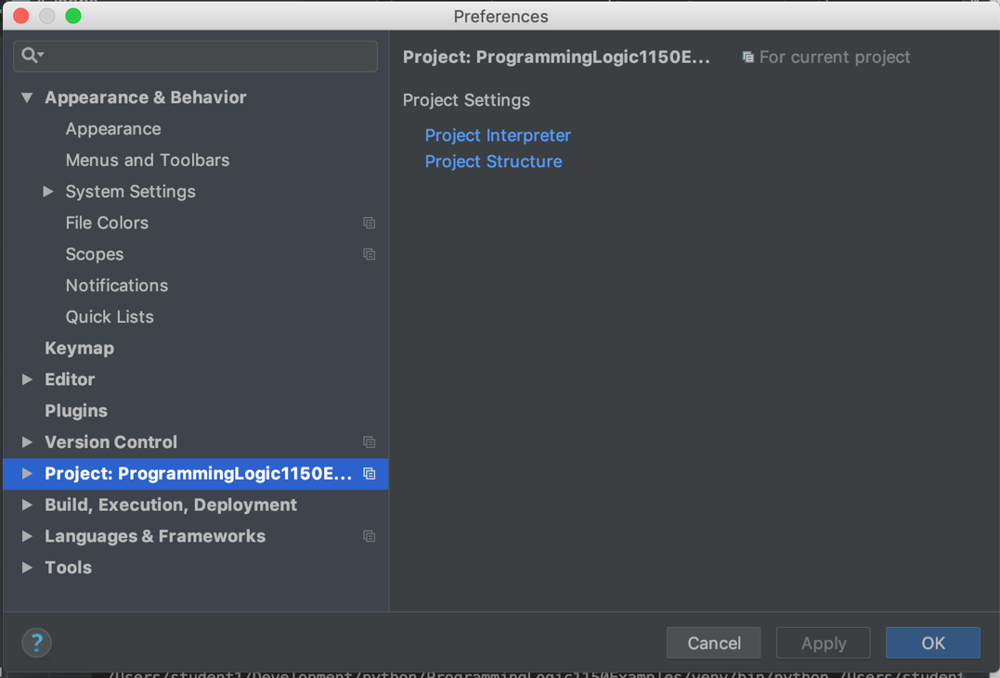 Preferences
Project: ProgrammingLogic1150E...
For current project
Appearance & Behavior
Appearance
Menus and Toolbars
System Settings
File Colors
Scopes
Notifications
Quick Lists
Keymap
Editor
Plugins
Version Control
Project: ProgrammingLogic1150E...
Build, Execution, Deployment
Languages & Frameworks
Tools
Project Settings
Project Interpreter
Project Structure
?
Cancel
Apply
OK
/Users/student1/Development/python/ProgrammingLogic1150Examples/venv/bin/python /Users/student